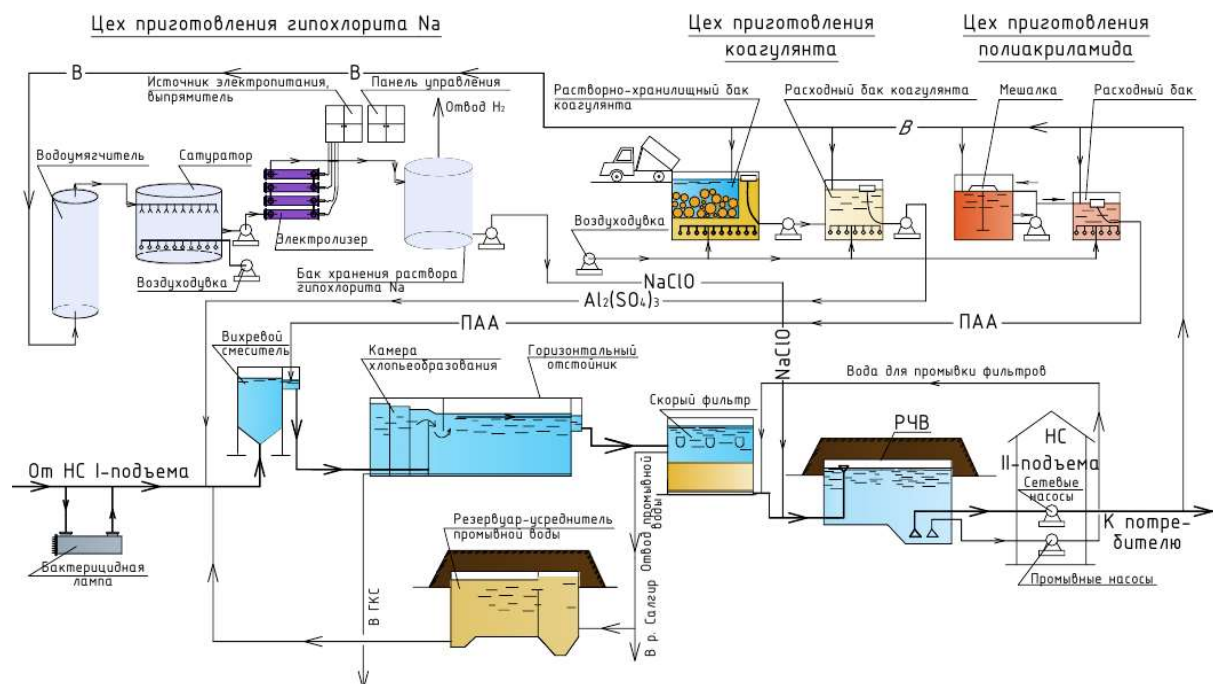 Цех приготовления гипохлорита Na
Цех приготовления
коагулянта
Цех приготовления
полиакриламида
В
В
В
Источник электропитания,
выпрямитель
Панель управления
Отвод H₂
Растворно-хранилищный бак
коагулянта
Расходный бак коагулянта
Мешалка
Расходный бак
Водоумягчитель
Сатуратор
Электролизер
Воздуходувка
Воздуходувка
Бак хранения раствора
гипохлорита Na
NaClO
Al₂(SO₄)₃
ПАА
ПАА
Вихревой
смеситель
Камера
хлопьеобразования
Горизонтальный
отстойник
NaClO
Вода для промывки фильтров
Скорый фильтр
РЧВ
НС
II-подъема
Сетевые
насосы
От НС I-подъема
К потре-
бителю
Промывные насосы
Бактерицидная
лампа
Резервуар-усреднитель
промывной воды
Отвод промывной
воды
В ГКС
В р. Салгир